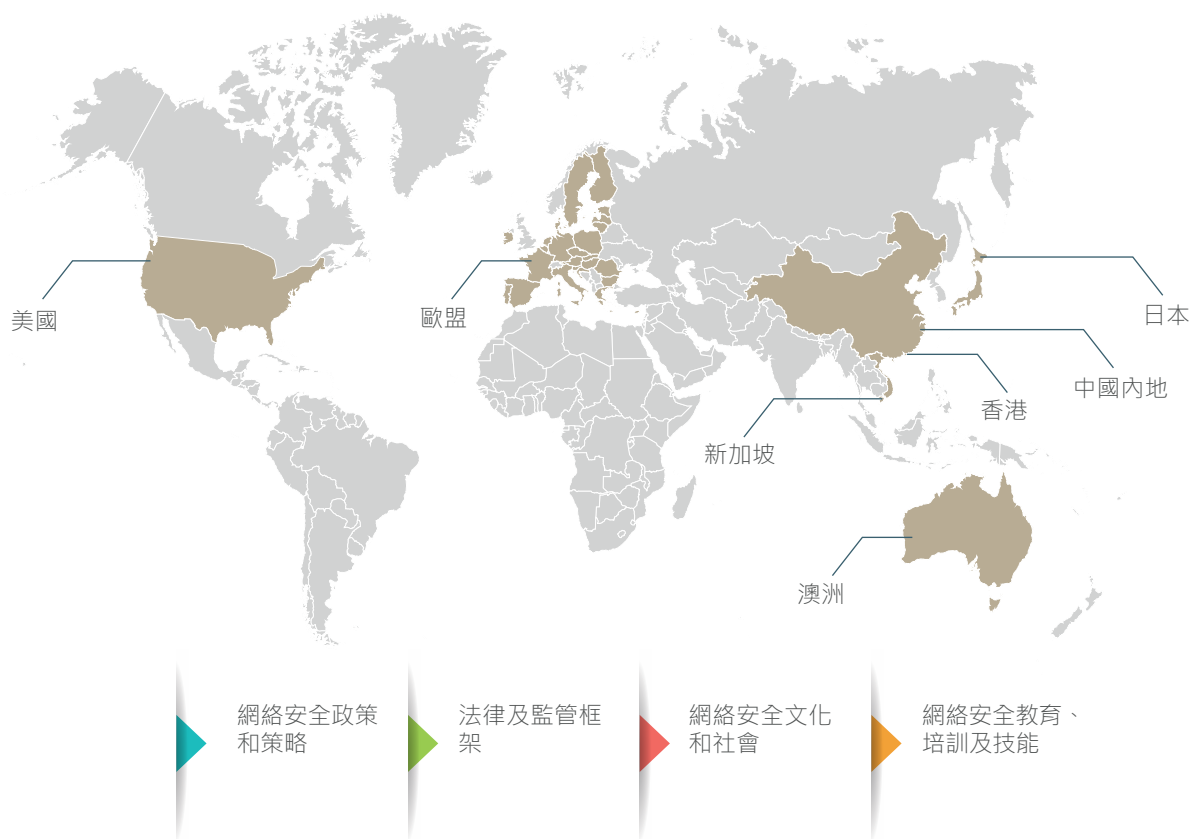 美國
歐盟
日本
中國內地
香港
新加坡
澳洲
網絡安全政策
和策略
法律及監管框
架
網絡安全文化
和社會
網絡安全教育、
培訓及技能